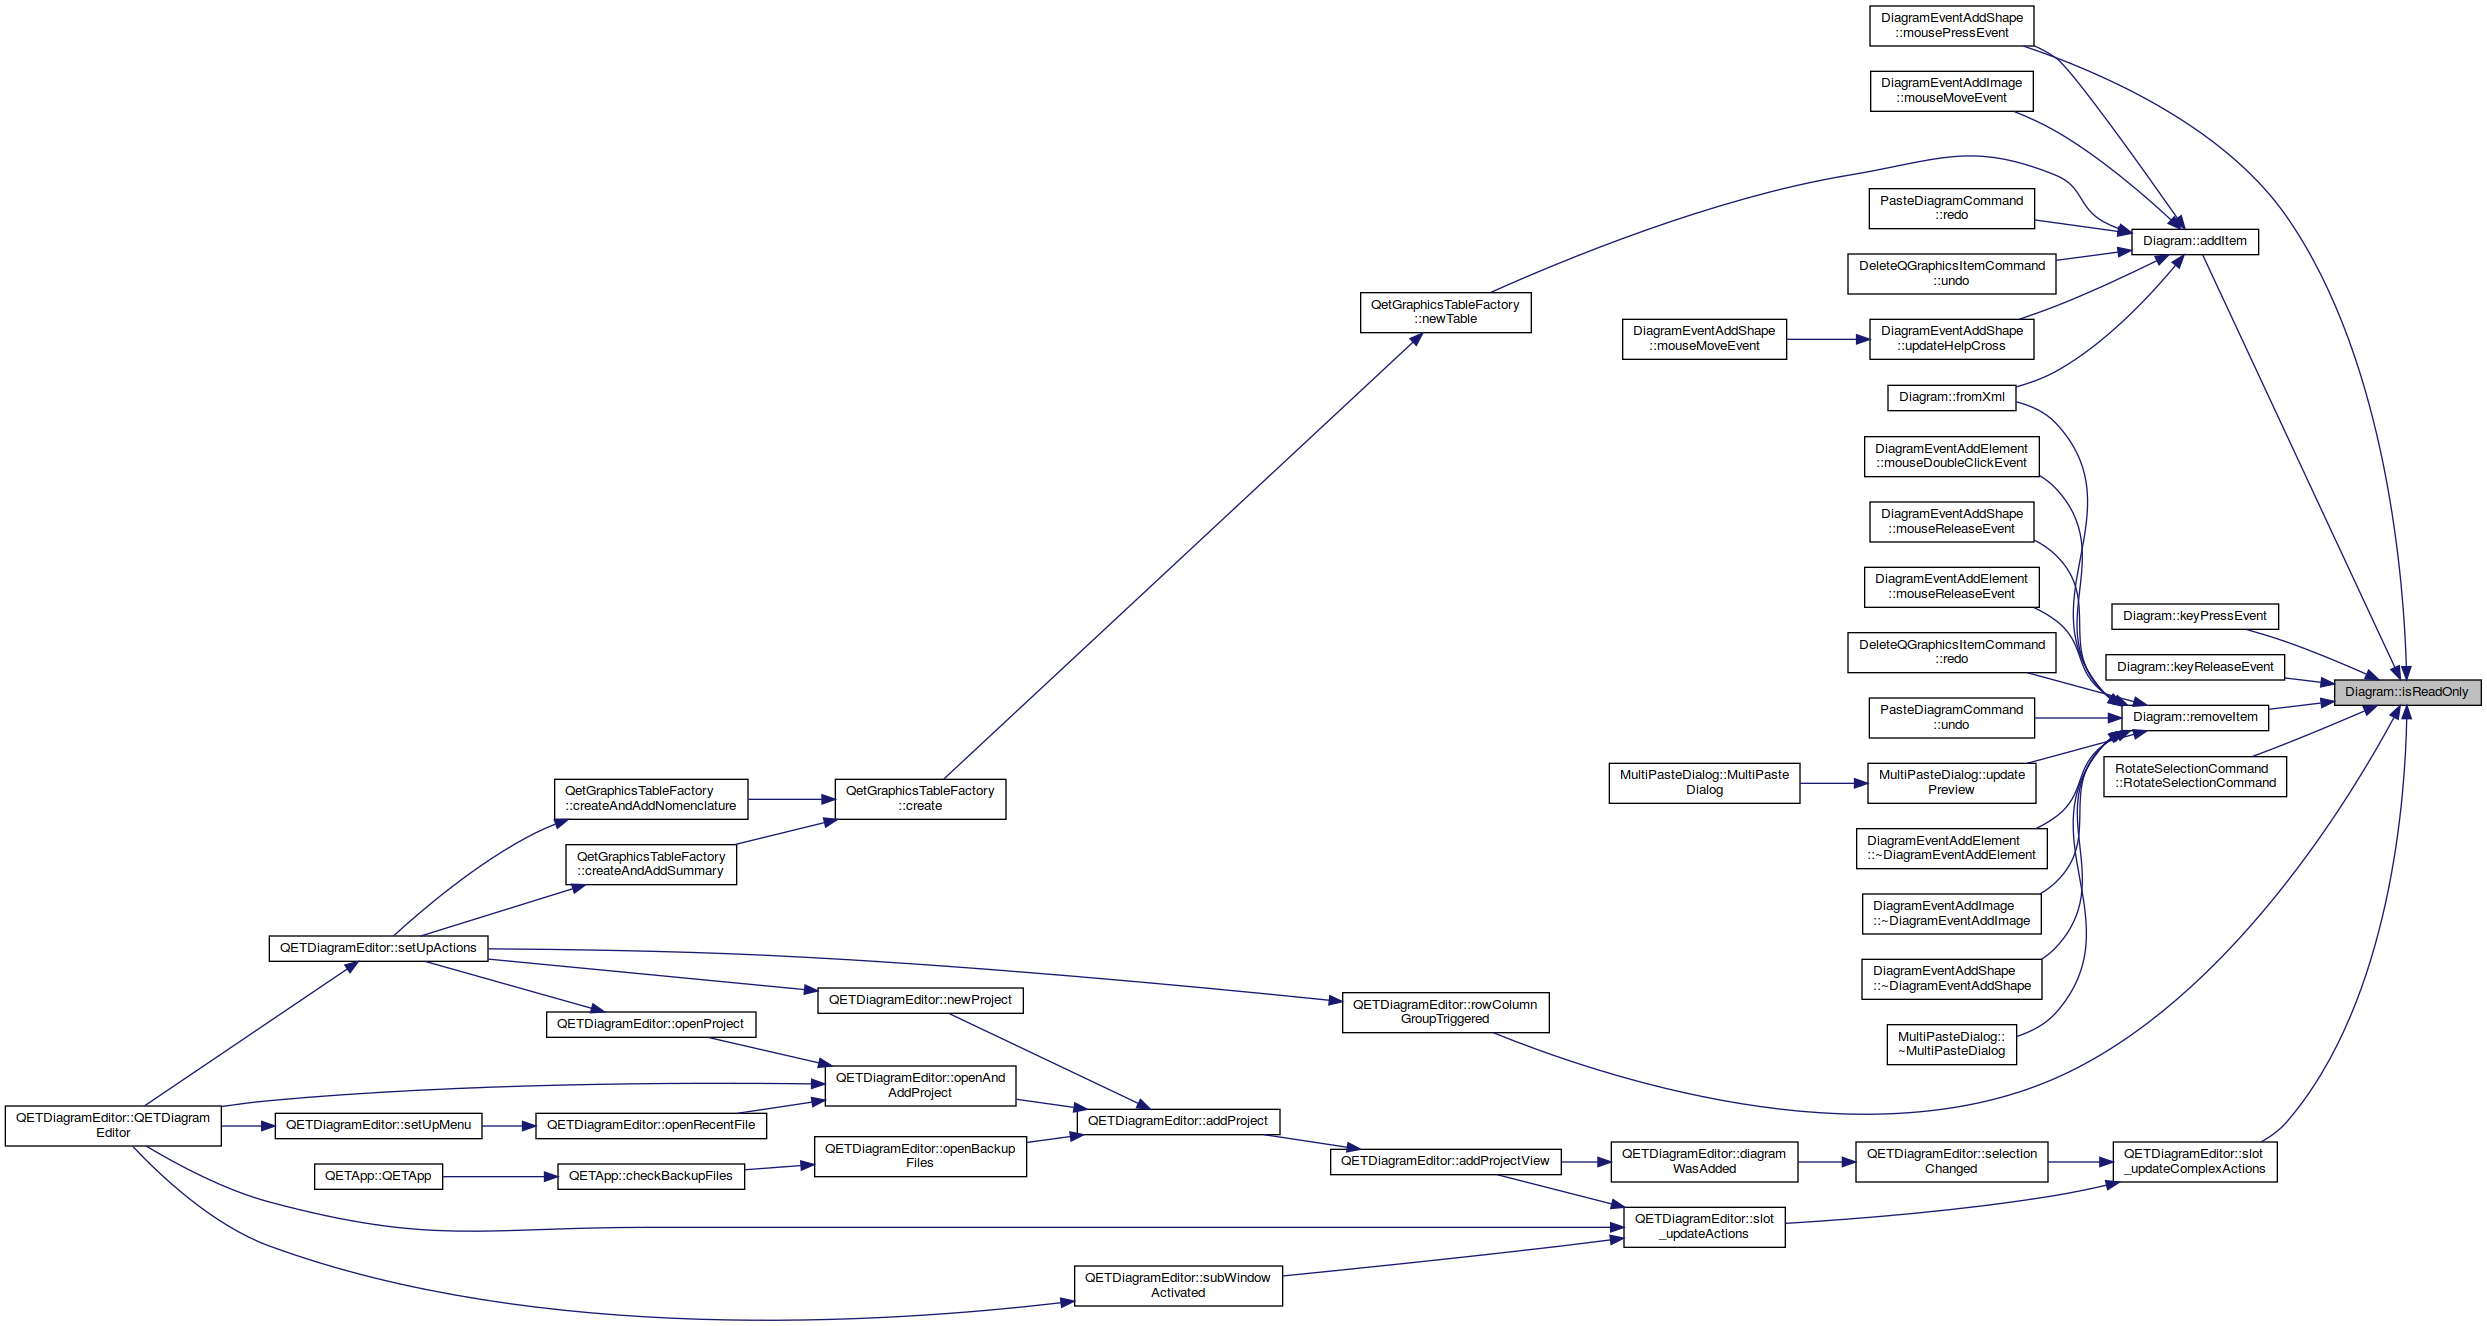 DiagramEventAddShape
::mousePressEvent
DiagramEventAddImage
::mouseMoveEvent
PasteDiagramCommand
::redo
Diagram::addItem
DeleteQGraphicsItemCommand
::undo
QetGraphicsTableFactory
::newTable
DiagramEventAddShape
::mouseMoveEvent
DiagramEventAddShape
::updateHelpCross
Diagram::fromXml
DiagramEventAddElement
::mouseDoubleClickEvent
DiagramEventAddShape
::mouseReleaseEvent
DiagramEventAddElement
::mouseReleaseEvent
Diagram::keyPressEvent
DeleteQGraphicsItemCommand
::redo
Diagram::keyReleaseEvent
Diagram::isReadOnly
PasteDiagramCommand
::undo
Diagram::removeItem
MultiPasteDialog::MultiPaste
Dialog
MultiPasteDialog::update
Preview
RotateSelectionCommand
::RotateSelectionCommand
QetGraphicsTableFactory
::createAndAddNomenclature
QetGraphicsTableFactory
::create
DiagramEventAddElement
::~DiagramEventAddElement
QetGraphicsTableFactory
::createAndAddSummary
DiagramEventAddImage
::~DiagramEventAddImage
QETDiagramEditor::setUpActions
DiagramEventAddShape
::~DiagramEventAddShape
QETDiagramEditor::newProject
QETDiagramEditor::rowColumn
GroupTriggered
QETDiagramEditor::openProject
MultiPasteDialog::
~MultiPasteDialog
QETDiagramEditor::openAnd
AddProject
QETDiagramEditor::QETDiagram
Editor
QETDiagramEditor::setUpMenu
QETDiagramEditor::openRecentFile
QETDiagramEditor::addProject
QETDiagramEditor::openBackup
Files
QETDiagramEditor::addProjectView
QETDiagramEditor::diagram
WasAdded
QETDiagramEditor::selection
Changed
QETDiagramEditor::slot
_updateComplexActions
QETApp::QETApp
QETApp::checkBackupFiles
QETDiagramEditor::slot
_updateActions
QETDiagramEditor::subWindow
Activated